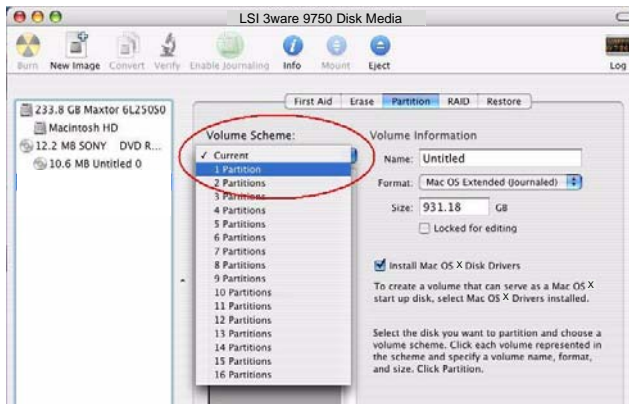 LSI 3ware 9750 Disk Media
Burn New Image Convert Verify Enable Journaling Info Mount Eject Log
First Aid Erase Partition RAID Restore
233.8 GB Maxtor 6L25050
Macintosh HD
12.2 MB SONY DVD R...
10.6 MB Untitled 0
Volume Scheme:
✓ Current
1 Partition
2 Partitions
3 Partitions
4 Partitions
5 Partitions
6 Partitions
7 Partitions
8 Partitions
9 Partitions
10 Partitions
11 Partitions
12 Partitions
13 Partitions
14 Partitions
15 Partitions
16 Partitions
Volume Information
Name: Untitled
Format: Mac OS Extended (Journaled)
Size: 931.18 GB
Locked for editing
Install Mac OS X Disk Drivers
To create a volume that can serve as a Mac OS X
start up disk, select Mac OS X Drivers installed.
Select the disk you want to partition and choose a
volume scheme. Click each volume represented in
the scheme and specify a volume name, format,
and size. Click Partition.